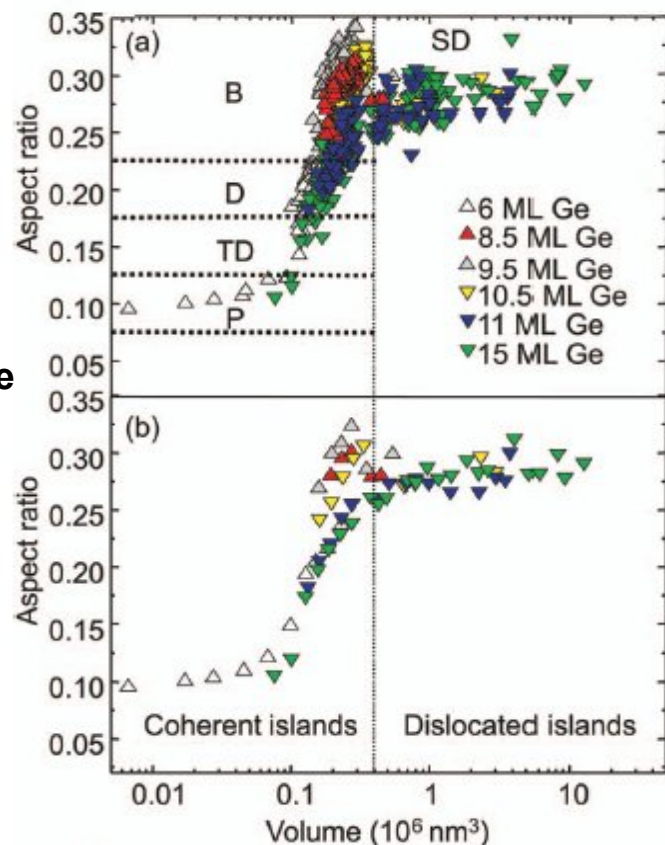 0.35
(a)
SD
0.30
B
0.25
0.20
D
△ 6 ML Ge
▲ 8.5 ML Ge
0.15
TD
▲ 9.5 ML Ge
▼ 10.5 ML Ge
0.10
P
▼ 11 ML Ge
▼ 15 ML Ge
0.05
Aspect ratio
e
0.35
(b)
0.30
0.25
0.20
0.15
0.10
Coherent islands
Dislocated islands
0.05
Aspect ratio
0.01
0.1
1
10
Volume (10⁶ nm³)